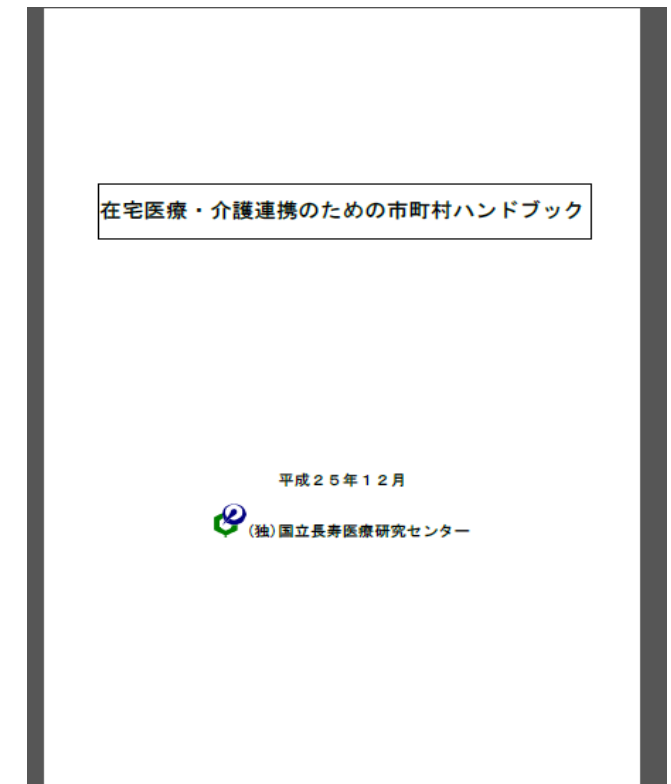 在宅医療・介護連携のための市町村ハンドブック
平成２５年１２月
(独)国立長寿医療研究センター